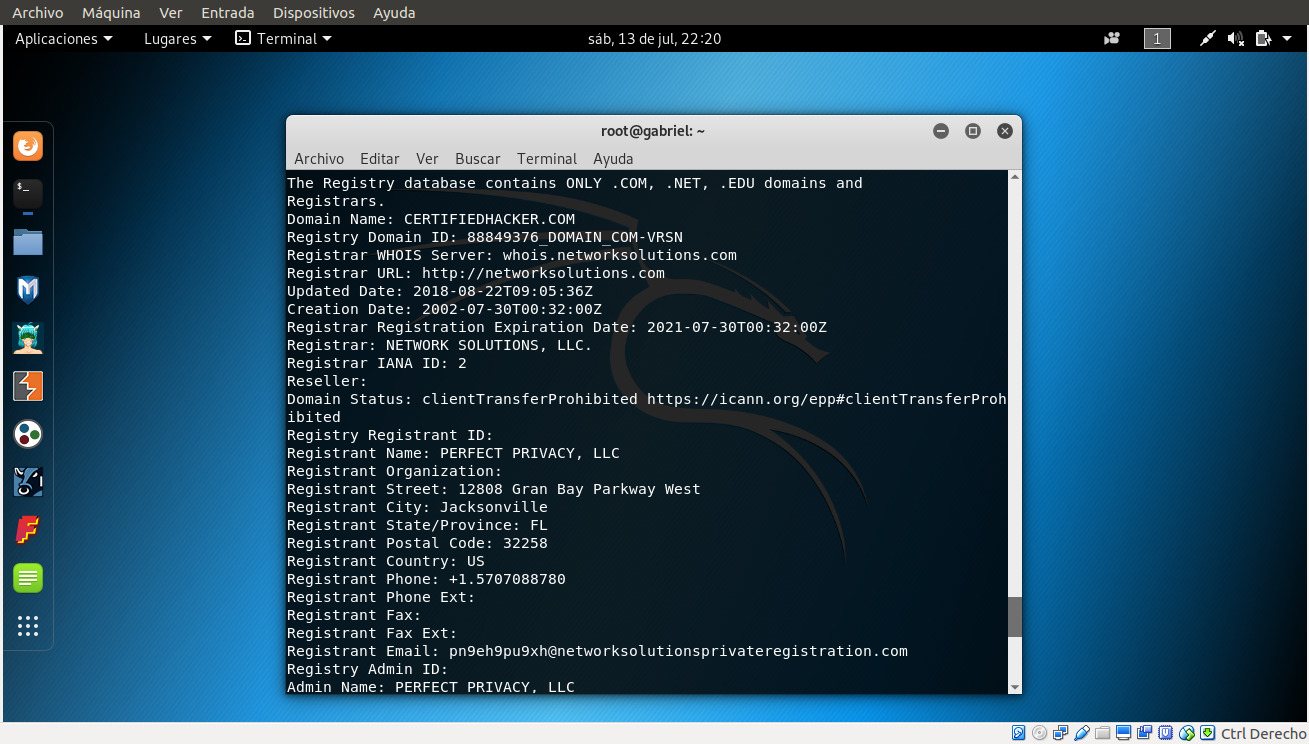 Archivo Máquina Ver Entrada Dispositivos Ayuda
Aplicaciones Lugares Terminal sáb, 13 de jul, 22:20 1
root@gabriel: ~
Archivo Editar Ver Buscar Terminal Ayuda
$_
The Registry database contains ONLY .COM, .NET, .EDU domains and
Registrars.
Domain Name: CERTIFIEDHACKER.COM
Registry Domain ID: 88849376_DOMAIN_COM-VRSN
Registrar WHOIS Server: whois.networksolutions.com
Registrar URL: http://networksolutions.com
Updated Date: 2018-08-22T09:05:36Z
Creation Date: 2002-07-30T00:32:00Z
Registrar Registration Expiration Date: 2021-07-30T00:32:00Z
Registrar: NETWORK SOLUTIONS, LLC.
Registrar IANA ID: 2
Reseller:
Domain Status: clientTransferProhibited https://icann.org/epp#clientTransferProh
ibited
Registry Registrant ID:
Registrant Name: PERFECT PRIVACY, LLC
Registrant Organization:
Registrant Street: 12808 Gran Bay Parkway West
Registrant City: Jacksonville
Registrant State/Province: FL
Registrant Postal Code: 32258
Registrant Country: US
Registrant Phone: +1.5707088780
Registrant Phone Ext:
Registrant Fax:
Registrant Fax Ext:
Registrant Email: pn9eh9pu9xh@networksolutionsprivateregistration.com
Registry Admin ID:
Admin Name: PERFECT PRIVACY, LLC
Ctrl Derecho